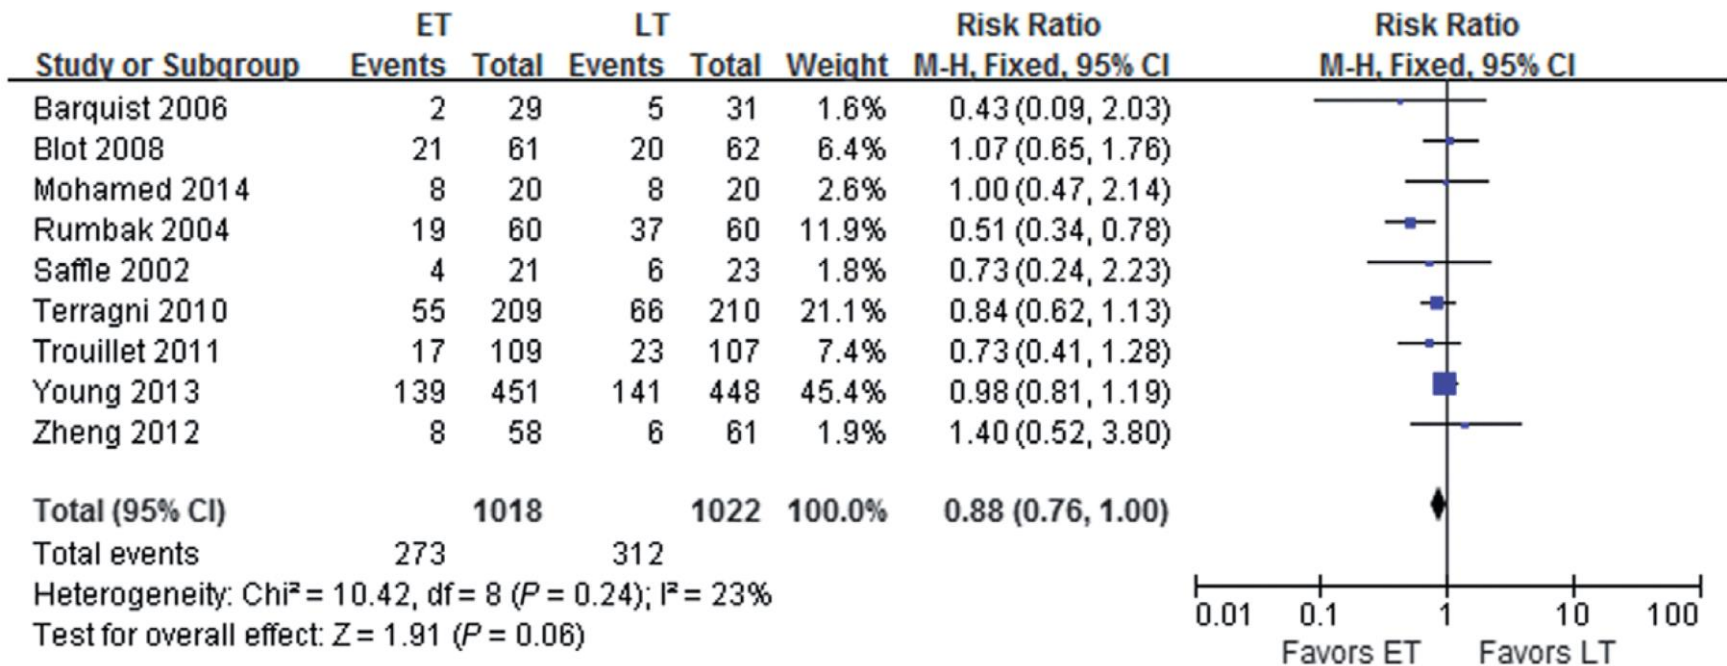 ET LT Risk Ratio Risk Ratio
Study or Subgroup Events Total Events Total Weight M-H, Fixed, 95% CI M-H, Fixed, 95% CI
Barquist 2006 2 29 5 31 1.6% 0.43 (0.09, 2.03)
Blot 2008 21 61 20 62 6.4% 1.07 (0.65, 1.76)
Mohamed 2014 8 20 8 20 2.6% 1.00 (0.47, 2.14)
Rumbak 2004 19 60 37 60 11.9% 0.51 (0.34, 0.78)
Saffle 2002 4 21 6 23 1.8% 0.73 (0.24, 2.23)
Terragni 2010 55 209 66 210 21.1% 0.84 (0.62, 1.13)
Trouillet 2011 17 109 23 107 7.4% 0.73 (0.41, 1.28)
Young 2013 139 451 141 448 45.4% 0.98 (0.81, 1.19)
Zheng 2012 8 58 6 61 1.9% 1.40 (0.52, 3.80)
Total (95% CI) 1018 1022 100.0% 0.88 (0.76, 1.00)
Total events 273 312
Heterogeneity: Chi² = 10.42, df = 8 (P = 0.24); I² = 23%
Test for overall effect: Z = 1.91 (P = 0.06)
0.01 0.1 1 10 100
Favors ET Favors LT